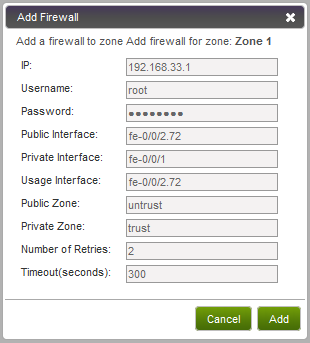 Add Firewall
Add a firewall to zone Add firewall for zone: Zone 1
IP: 192.168.33.1
Username: root
Password: ●●●●●●●●
Public Interface: fe-0/0/2.72
Private Interface: fe-0/0/1
Usage Interface: fe-0/0/2.72
Public Zone: untrust
Private Zone: trust
Number of Retries: 2
Timeout(seconds): 300
Cancel Add